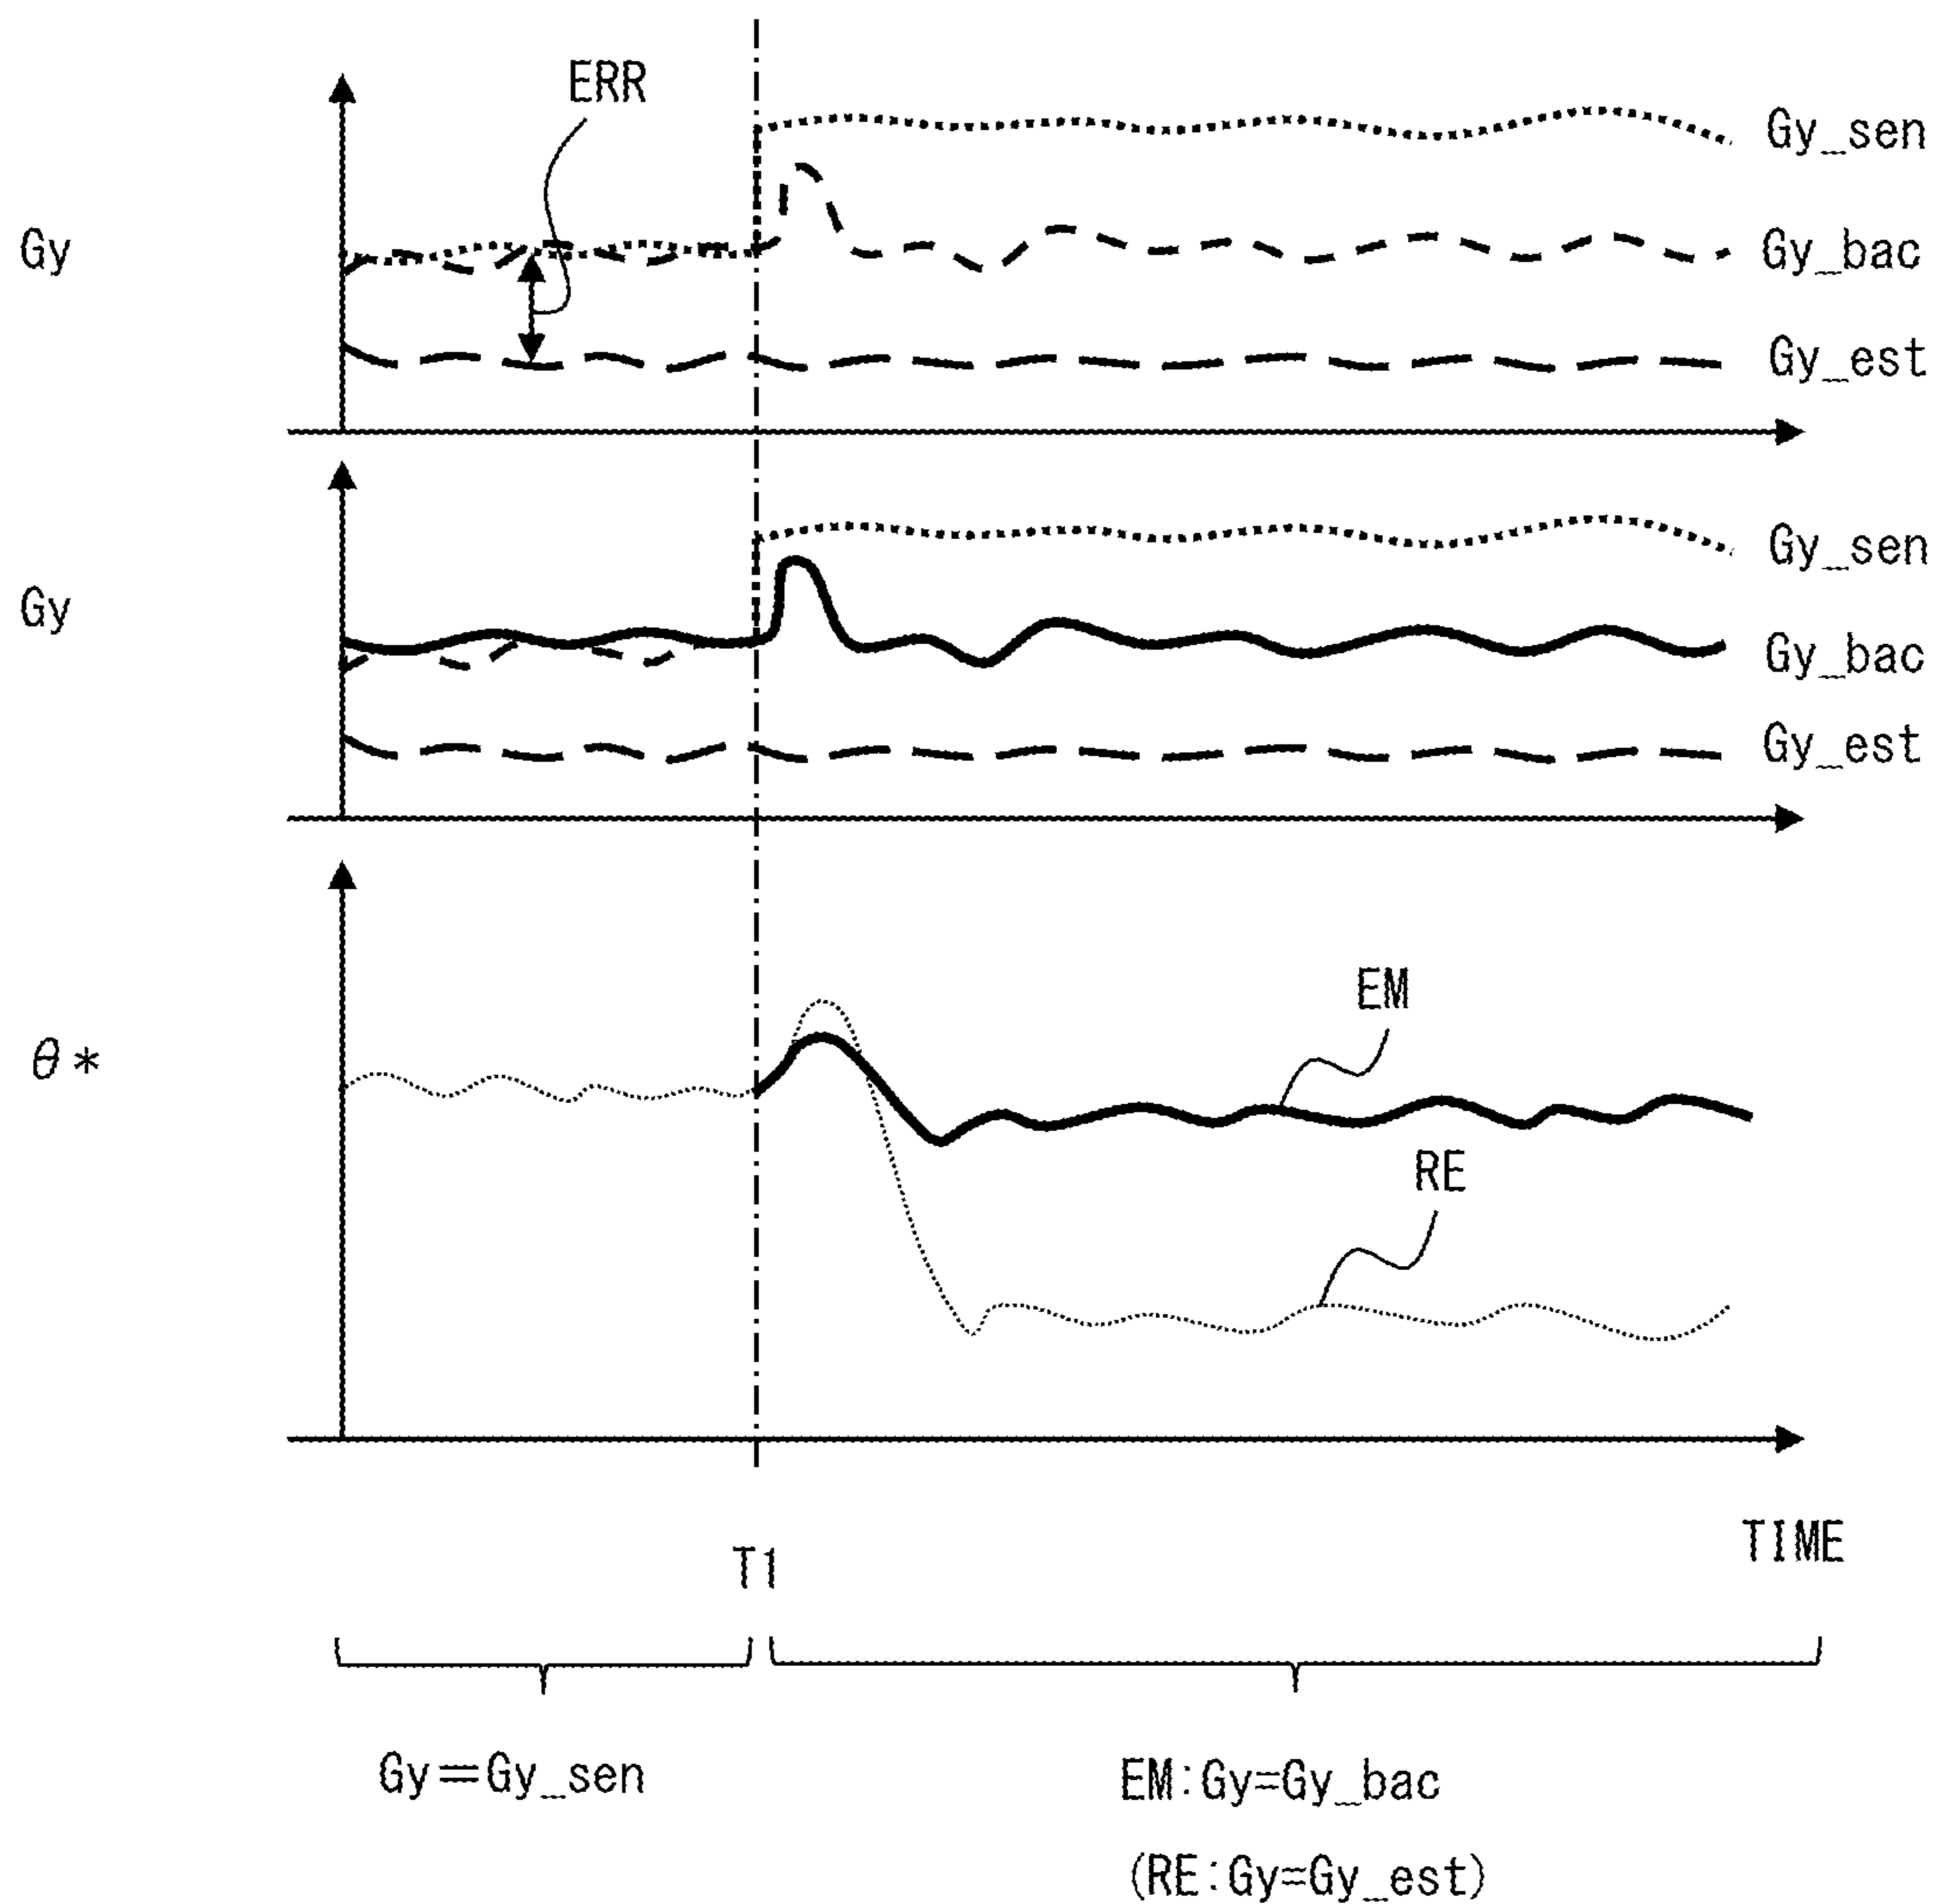 ERR
Gy_sen
Gy
Gy_bac
Gy_est
Gy_sen
Gy
Gy_bac
Gy_est
EM
θ*
RE
TIME
T1
Gy=Gy_sen
EM:Gy=Gy_bac
(RE:Gy=Gy_est)